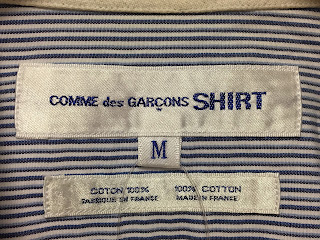 COMME des GARÇONS SHIRT
M
COTON 100% 100% COTTON
FABRIQUE EN FRANCE MADE IN FRANCE